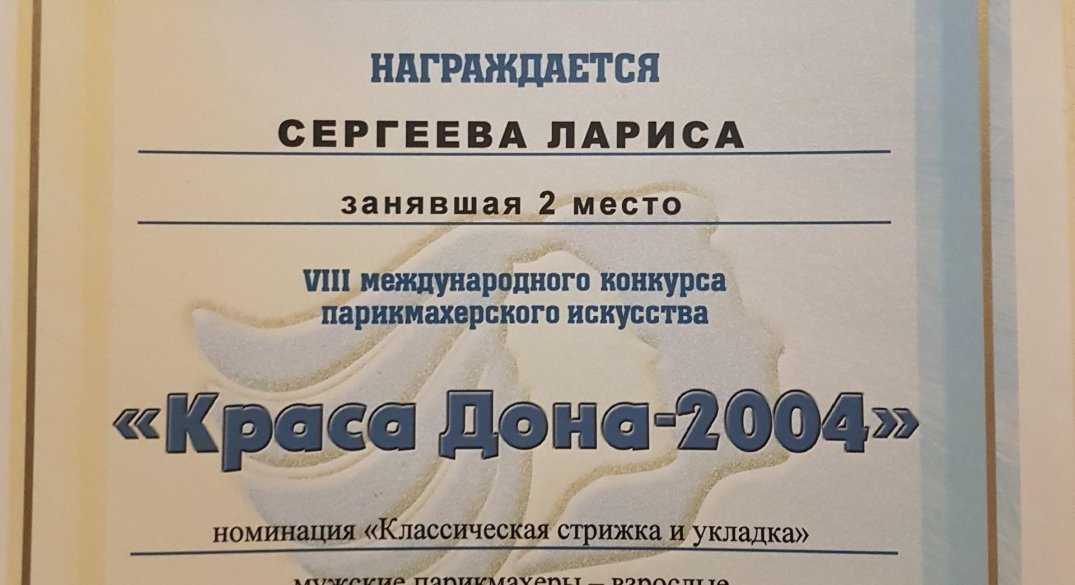 НАГРАЖДАЕТСЯ
СЕРГЕЕВА ЛАРИСА
занявшая 2 место
VIII международного конкурса
парикмахерского искусства
«Краса Дона-2004»
номинация «Классическая стрижка и укладка»
мужские парикмахеры – взрослые